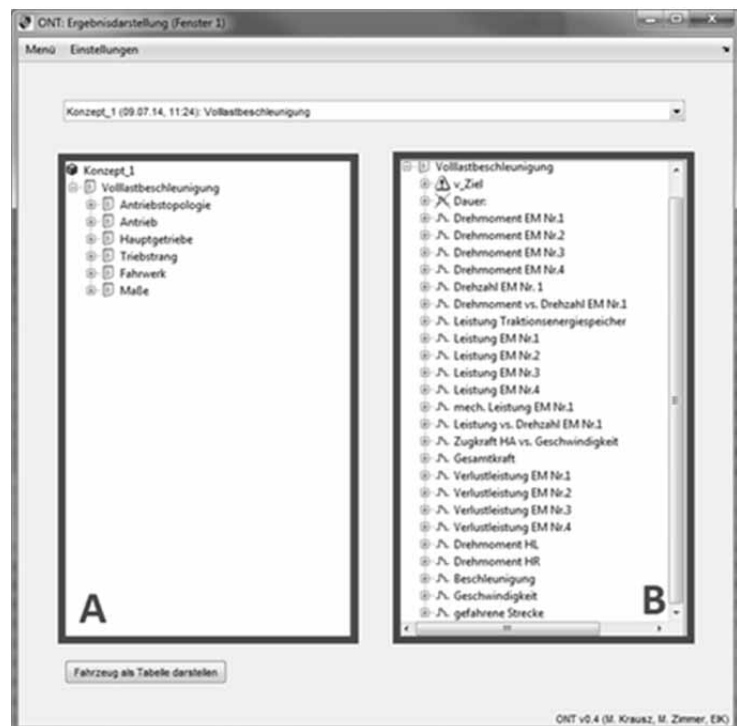 ONT: Ergebnisdarstellung (Fenster 1)
Menü Einstellungen
Konzept_1 (09.07.14, 11:24): Volllastbeschleunigung
Konzept_1
Volllastbeschleunigung
Antriebstopologie
Antrieb
Hauptgetriebe
Triebstrang
Fahrwerk
Maße
A
Volllastbeschleunigung
v_Ziel
Dauer:
Drehmoment EM Nr.1
Drehmoment EM Nr.2
Drehmoment EM Nr.3
Drehmoment EM Nr.4
Drehzahl EM Nr. 1
Drehmoment vs. Drehzahl EM Nr.1
Leistung Traktionsenergiespeicher
Leistung EM Nr.1
Leistung EM Nr.2
Leistung EM Nr.3
Leistung EM Nr.4
mech. Leistung EM Nr.1
Leistung vs. Drehzahl EM Nr.1
Zugkraft HA vs. Geschwindigkeit
Gesamtkraft
Verlustleistung EM Nr.1
Verlustleistung EM Nr.2
Verlustleistung EM Nr.3
Verlustleistung EM Nr.4
Drehmoment HL
Drehmoment HR
Beschleunigung
Geschwindigkeit
gefahrene Strecke
B
Fahrzeug als Tabelle darstellen
ONT v0.4 (M. Krausz, M. Zimmer, EIK)